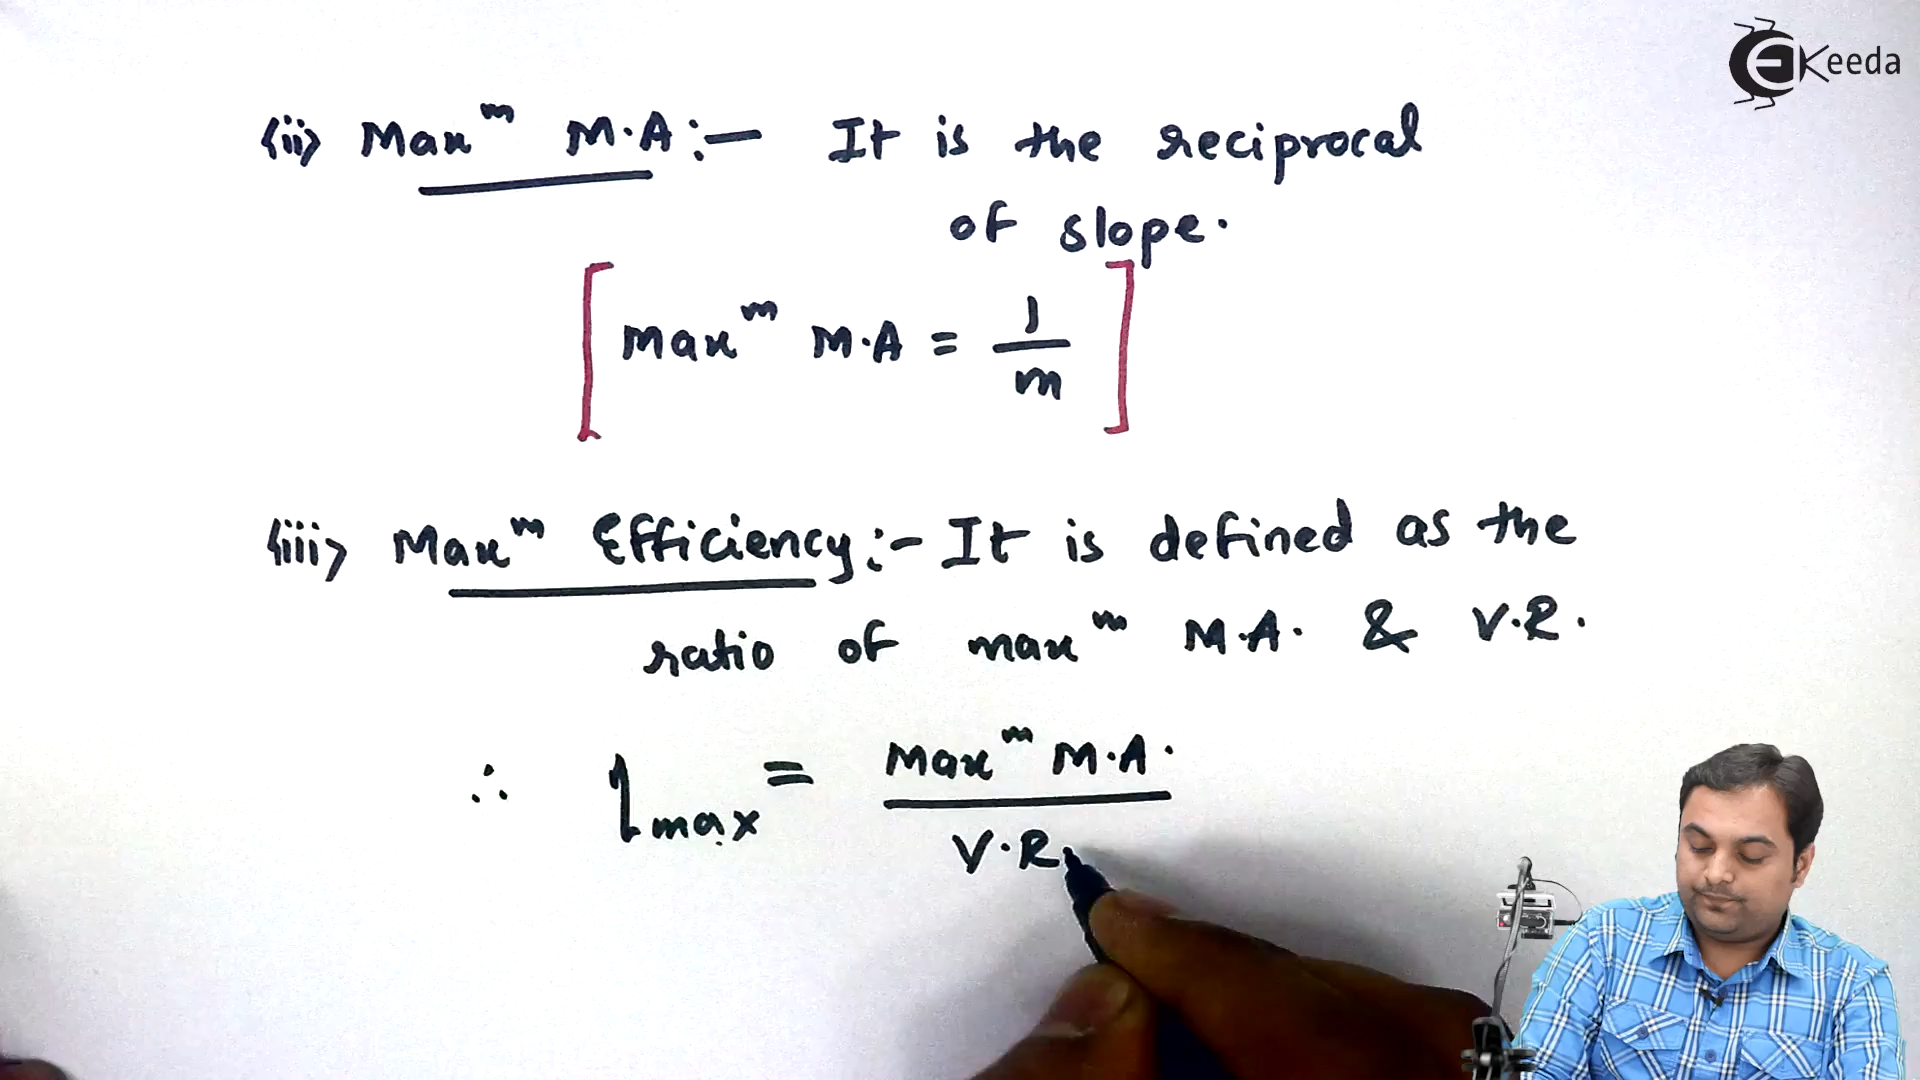 EKeeda
(ii) Max^m M.A :- It is the reciprocal
of slope.
[ Max^m M.A = 1/m ]
(iii) Max^m Efficiency :- It is defined as the
ratio of max^m M.A. & V.R.
∴ η max = Max^m M.A. / V.R.